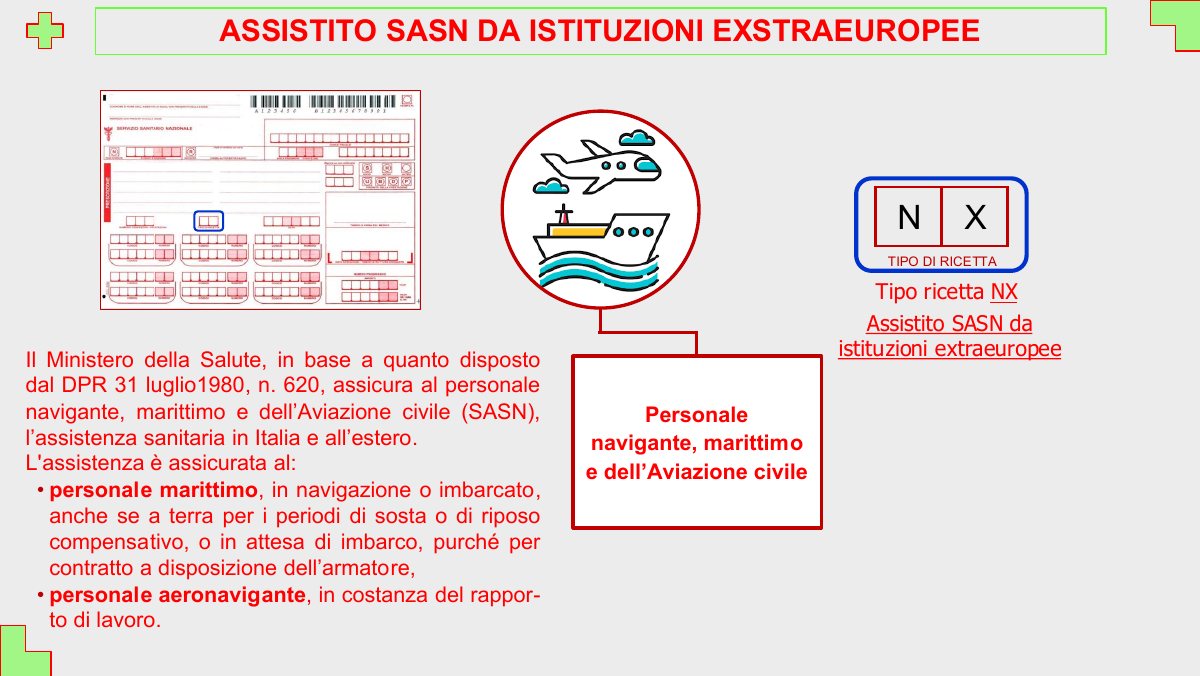 ASSISTITO SASN DA ISTITUZIONI EXSTRAEUROPEE
SERVIZIO SANITARIO NAZIONALE
N X
TIPO DI RICETTA
Tipo ricetta NX
Assistito SASN da
istituzioni extraeuropee
Il Ministero della Salute, in base a quanto disposto
dal DPR 31 luglio1980, n. 620, assicura al personale
navigante, marittimo e dell’Aviazione civile (SASN),
l’assistenza sanitaria in Italia e all’estero.
L'assistenza è assicurata al:
• personale marittimo, in navigazione o imbarcato,
anche se a terra per i periodi di sosta o di riposo
compensativo, o in attesa di imbarco, purché per
contratto a disposizione dell’armatore,
• personale aeronavigante, in costanza del rappor-
to di lavoro.
Personale
navigante, marittimo
e dell’Aviazione civile